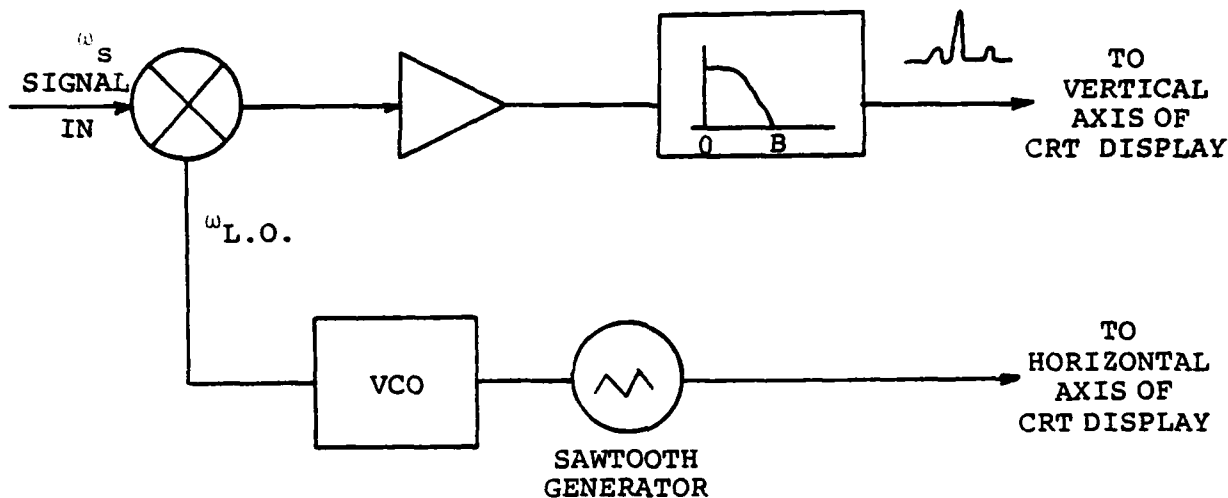 ωS
SIGNAL
IN
0 B
TO
VERTICAL
AXIS OF
CRT DISPLAY
ωL.O.
VCO
SAWTOOTH
GENERATOR
TO
HORIZONTAL
AXIS OF
CRT DISPLAY